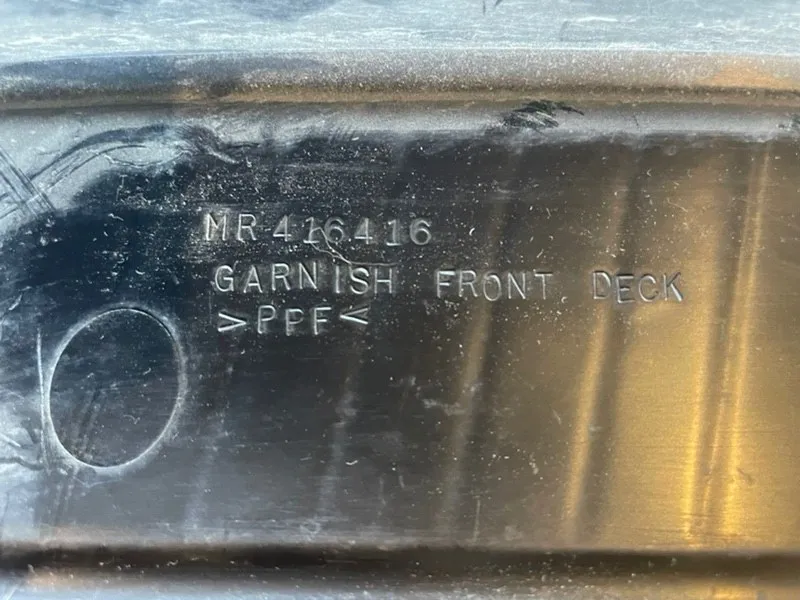 MR416416
GARNISH FRONT DECK
>PPF<